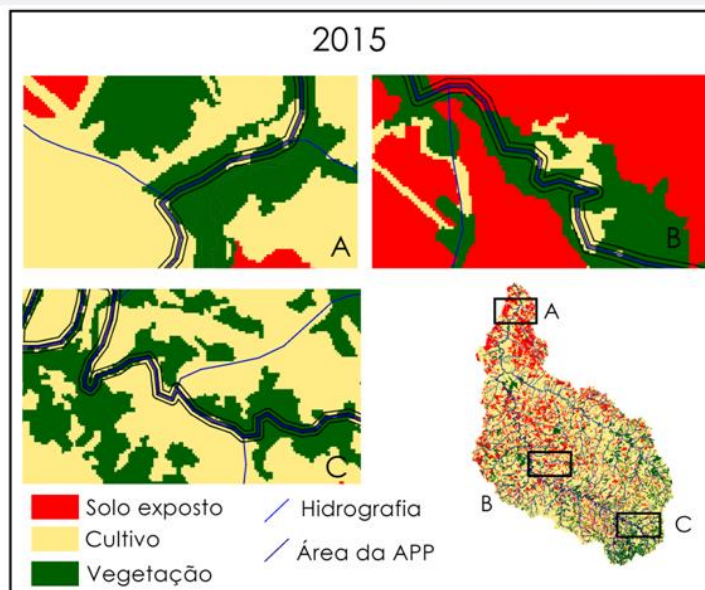 2015
A
B
C
A
B
C
Solo exposto
Cultivo
Vegetação
Hidrografia
Área da APP